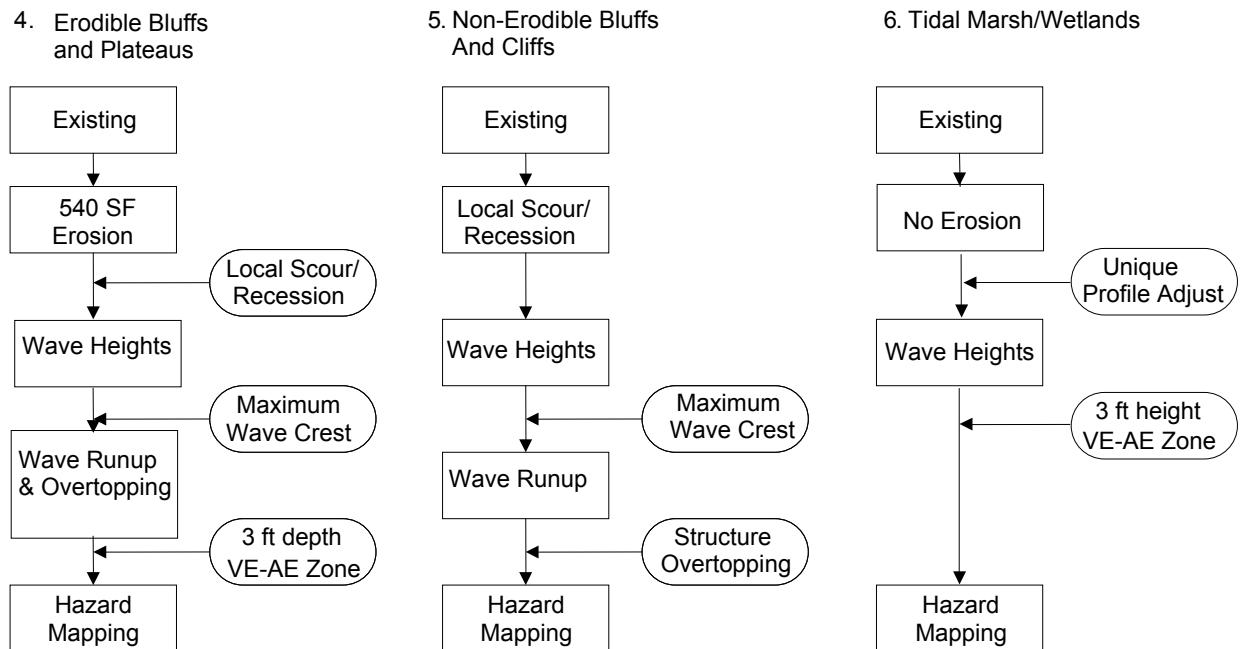 4. Erodible Bluffs
and Plateaus
Existing
540 SF
Erosion
Local Scour/
Recession
Wave Heights
Maximum
Wave Crest
Wave Runup
& Overtopping
3 ft depth
VE-AE Zone
Hazard
Mapping
5. Non-Erodible Bluffs
And Cliffs
Existing
Local Scour/
Recession
Wave Heights
Maximum
Wave Crest
Wave Runup
Structure
Overtopping
Hazard
Mapping
6. Tidal Marsh/Wetlands
Existing
No Erosion
Unique
Profile Adjust
Wave Heights
3 ft height
VE-AE Zone
Hazard
Mapping